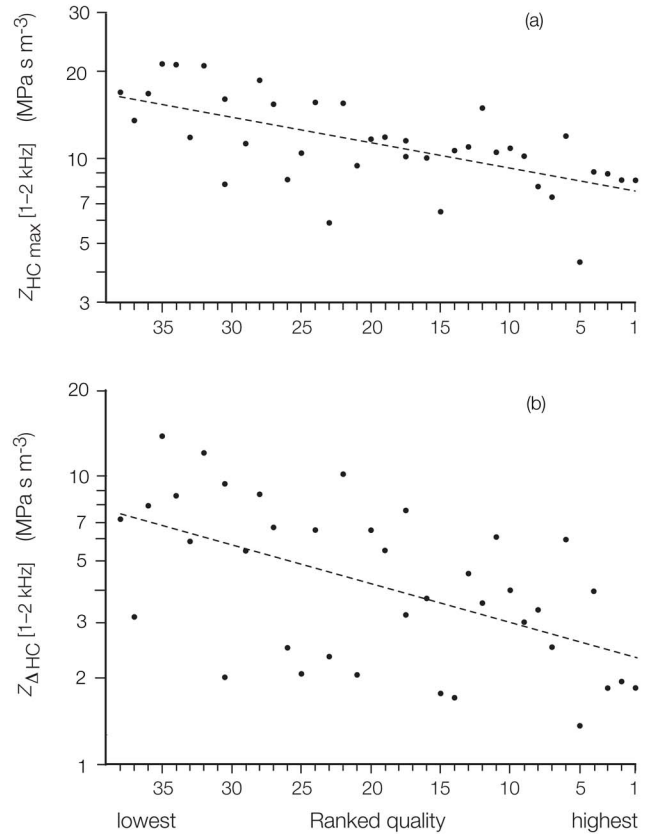 30
20
10
7
5
3
Z HC max [1–2 kHz] (MPa s m-3)
(a)
35 30 25 20 15 10 5 1
20
10
7
5
3
2
1
Z Δ HC [1–2 kHz] (MPa s m-3)
(b)
35 30 25 20 15 10 5 1
lowest Ranked quality highest